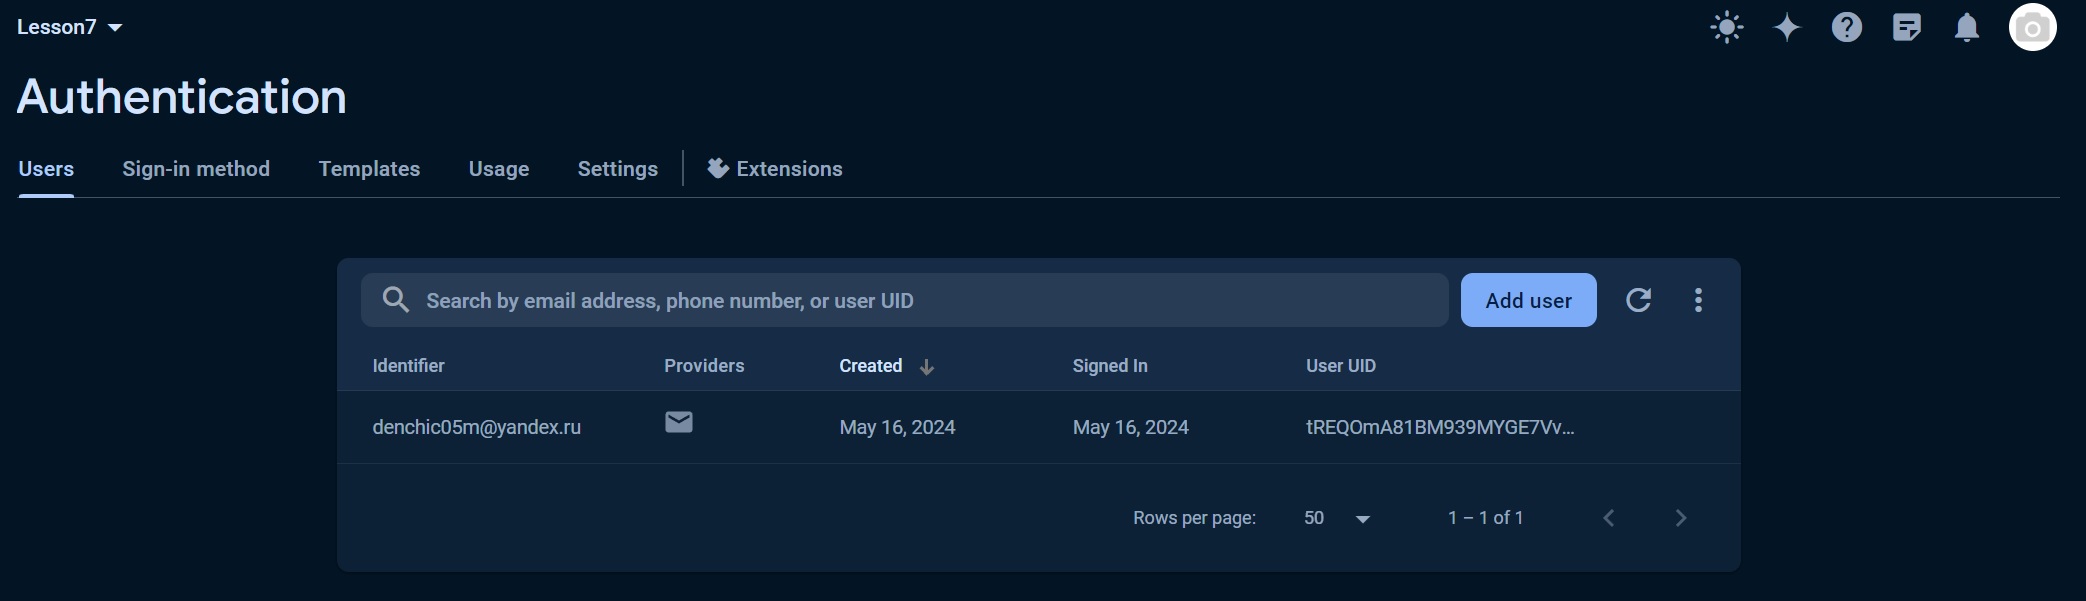 Lesson7
Authentication
Users Sign-in method Templates Usage Settings Extensions
Search by email address, phone number, or user UID Add user
Identifier Providers Created Signed In User UID
denchic05m@yandex.ru May 16, 2024 May 16, 2024 tREQOmA81BM939MYGE7Vv...
Rows per page: 50 1 – 1 of 1